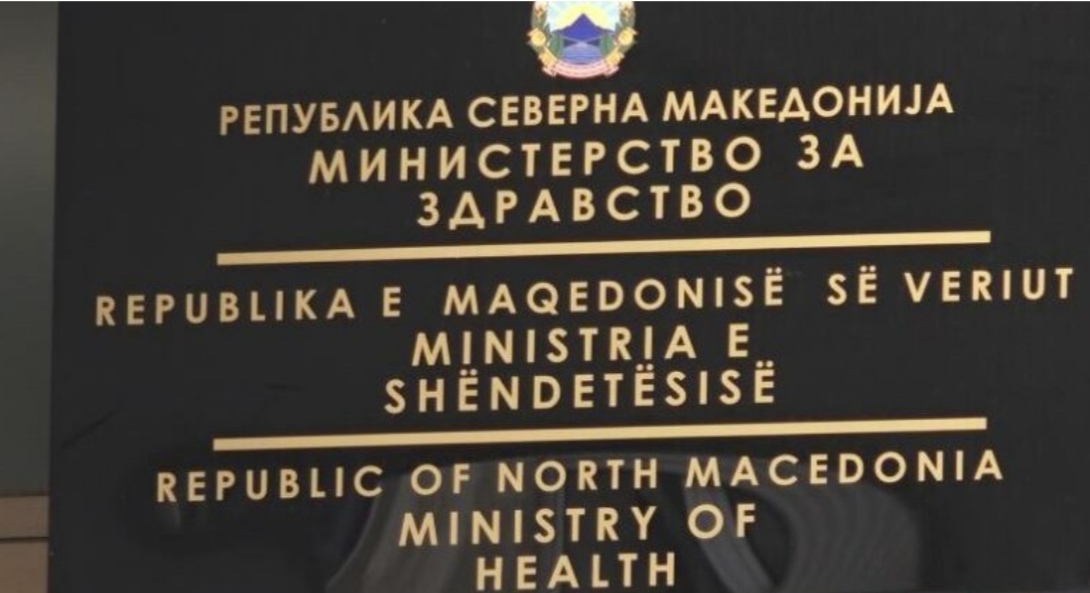 РЕПУБЛИКА СЕВЕРНА МАКЕДОНИЈА
МИНИСТЕРСТВО ЗА
ЗДРАВСТВО
REPUBLIKA E MAQEDONISË SË VERIUT
MINISTRIA E
SHËNDETËSISË
REPUBLIC OF NORTH MACEDONIA
MINISTRY OF
HEALTH